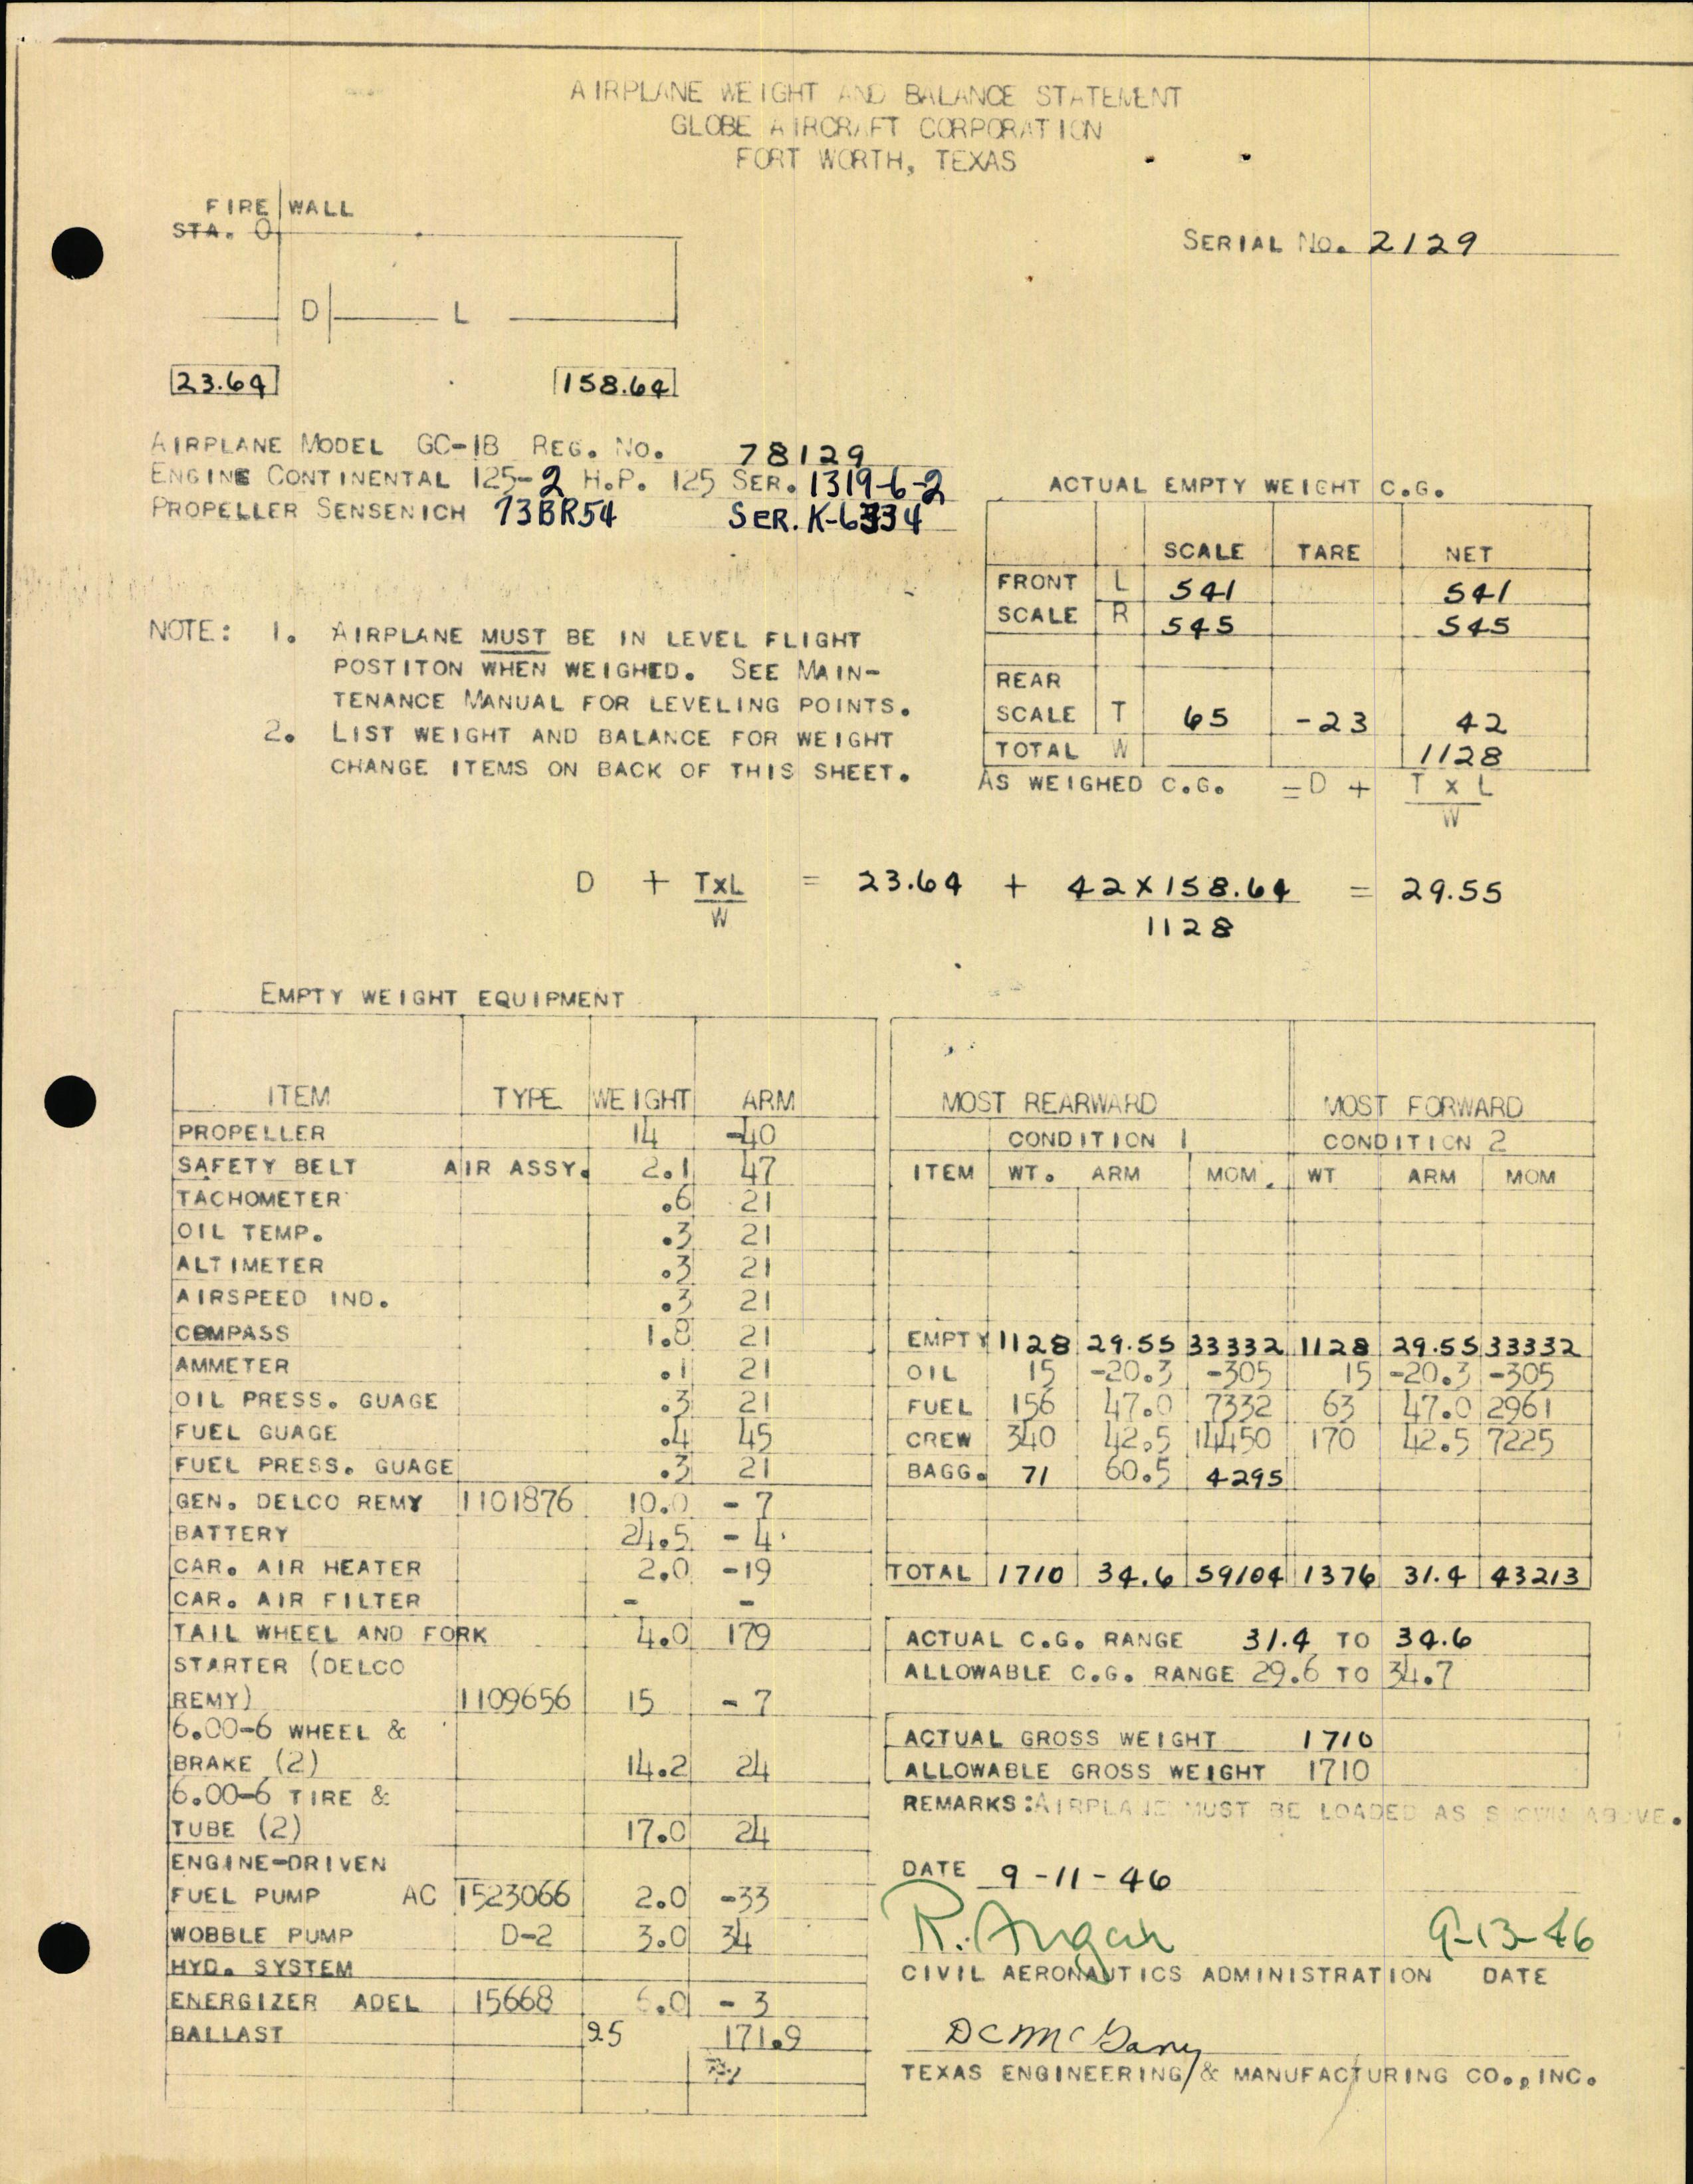 AIRPLANE WEIGHT AND BALANCE STATEMENT
GLOBE AIRCRAFT CORPORATION
FORT WORTH, TEXAS
FIRE WALL
STA. 0
SERIAL NO. 2129
D L
23.64 158.64
AIRPLANE MODEL GC-1B REG. NO. 78129
ENGINE CONTINENTAL 125-2 H.P. 125 SER. 1319-6-2
PROPELLER SENSENICH 73BR54 SER. K-6334
ACTUAL EMPTY WEIGHT C.G.
SCALE TARE NET
FRONT L 541 541
SCALE R 545 545
REAR
SCALE T 65 -23 42
TOTAL W 1128
AS WEIGHED C.G. = D + T X L
W
NOTE: 1. AIRPLANE MUST BE IN LEVEL FLIGHT
POSTITON WHEN WEIGHED. SEE MAIN-
TENANCE MANUAL FOR LEVELING POINTS.
2. LIST WEIGHT AND BALANCE FOR WEIGHT
CHANGE ITEMS ON BACK OF THIS SHEET.
D + TXL = 23.64 + 42 X 158.64 = 29.55
W 1128
EMPTY WEIGHT EQUIPMENT
ITEM TYPE WEIGHT ARM
PROPELLER 14 -40
SAFETY BELT AIR ASSY. 2.1 47
TACHOMETER .6 21
OIL TEMP. .3 21
ALTIMETER .3 21
AIRSPEED IND. .3 21
COMPASS 1.8 21
AMMETER .1 21
OIL PRESS. GUAGE .3 21
FUEL GUAGE .4 45
FUEL PRESS. GUAGE .3 21
GEN. DELCO REMY 1101876 10.0 - 7
BATTERY 24.5 - 4
CAR. AIR HEATER 2.0 -19
CAR. AIR FILTER - -
TAIL WHEEL AND FORK 4.0 179
STARTER (DELCO
REMY) 1109656 15 - 7
6.00-6 WHEEL &
BRAKE (2) 14.2 24
6.00-6 TIRE &
TUBE (2) 17.0 24
ENGINE-DRIVEN
FUEL PUMP AC 1523066 2.0 -33
WOBBLE PUMP D-2 3.0 34
HYD. SYSTEM
ENERGIZER ADEL 15668 6.0 - 3
BALLAST 25 171.9
MOST REARWARD MOST FORWARD
CONDITION 1 CONDITION 2
ITEM WT. ARM MOM. WT ARM MOM
EMPTY 1128 29.55 33332 1128 29.55 33332
OIL 15 -20.3 -305 15 -20.3 -305
FUEL 156 47.0 7332 63 47.0 2961
CREW 340 42.5 14450 170 42.5 7225
BAGG. 71 60.5 4295
TOTAL 1710 34.6 59104 1376 31.4 43213
ACTUAL C.G. RANGE 31.4 TO 34.6
ALLOWABLE C.G. RANGE 29.6 TO 34.7
ACTUAL GROSS WEIGHT 1710
ALLOWABLE GROSS WEIGHT 1710
REMARKS: AIRPLANE MUST BE LOADED AS SHOWN ABOVE.
DATE 9-11-46
R. 9-13-46
CIVIL AERONAUTICS ADMINISTRATION DATE
DC McGary
TEXAS ENGINEERING & MANUFACTURING CO., INC.